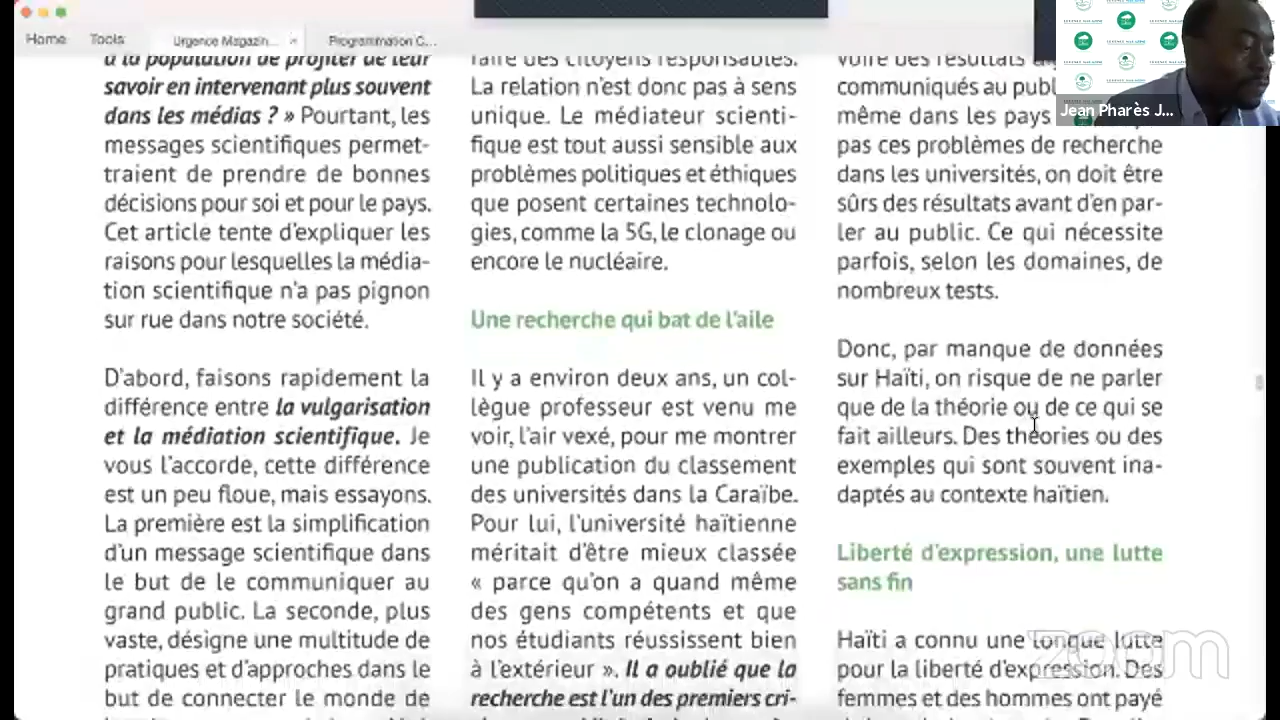 Home
Tools
Urgence Magazin...
×
Programmation C...
Jean Pharès J...
à la population de profiter de leur
savoir en intervenant plus souvent
dans les médias ? » Pourtant, les
messages scientifiques permet-
traient de prendre de bonnes
décisions pour soi et pour le pays.
Cet article tente d'expliquer les
raisons pour lesquelles la média-
tion scientifique n'a pas pignon
sur rue dans notre société.
D'abord, faisons rapidement la
différence entre la vulgarisation
et la médiation scientifique. Je
vous l'accorde, cette différence
est un peu floue, mais essayons.
La première est la simplification
d'un message scientifique dans
le but de le communiquer au
grand public. La seconde, plus
vaste, désigne une multitude de
pratiques et d'approches dans le
but de connecter le monde de
faire des citoyens responsables.
La relation n'est donc pas à sens
unique. Le médiateur scienti-
fique est tout aussi sensible aux
problèmes politiques et éthiques
que posent certaines technolo-
gies, comme la 5G, le clonage ou
encore le nucléaire.
Une recherche qui bat de l'aile
Il y a environ deux ans, un col-
lègue professeur est venu me
voir, l'air vexé, pour me montrer
une publication du classement
des universités dans la Caraïbe.
Pour lui, l'université haïtienne
méritait d'être mieux classée
« parce qu'on a quand même
des gens compétents et que
nos étudiants réussissent bien
à l'extérieur ». Il a oublié que la
recherche est l'un des premiers cri-
voire des résultats
communiqués au
même dans les pays
pas ces problèmes de recherche
dans les universités, on doit être
sûrs des résultats avant d'en par-
ler au public. Ce qui nécessite
parfois, selon les domaines, de
nombreux tests.
Donc, par manque de données
sur Haïti, on risque de ne parler
que de la théorie ou de ce qui se
fait ailleurs. Des théories ou des
exemples qui sont souvent ina-
daptés au contexte haïtien.
Liberté d'expression, une lutte
sans fin
Haïti a connu une longue lutte
pour la liberté d'expression. Des
femmes et des hommes ont payé
zoom